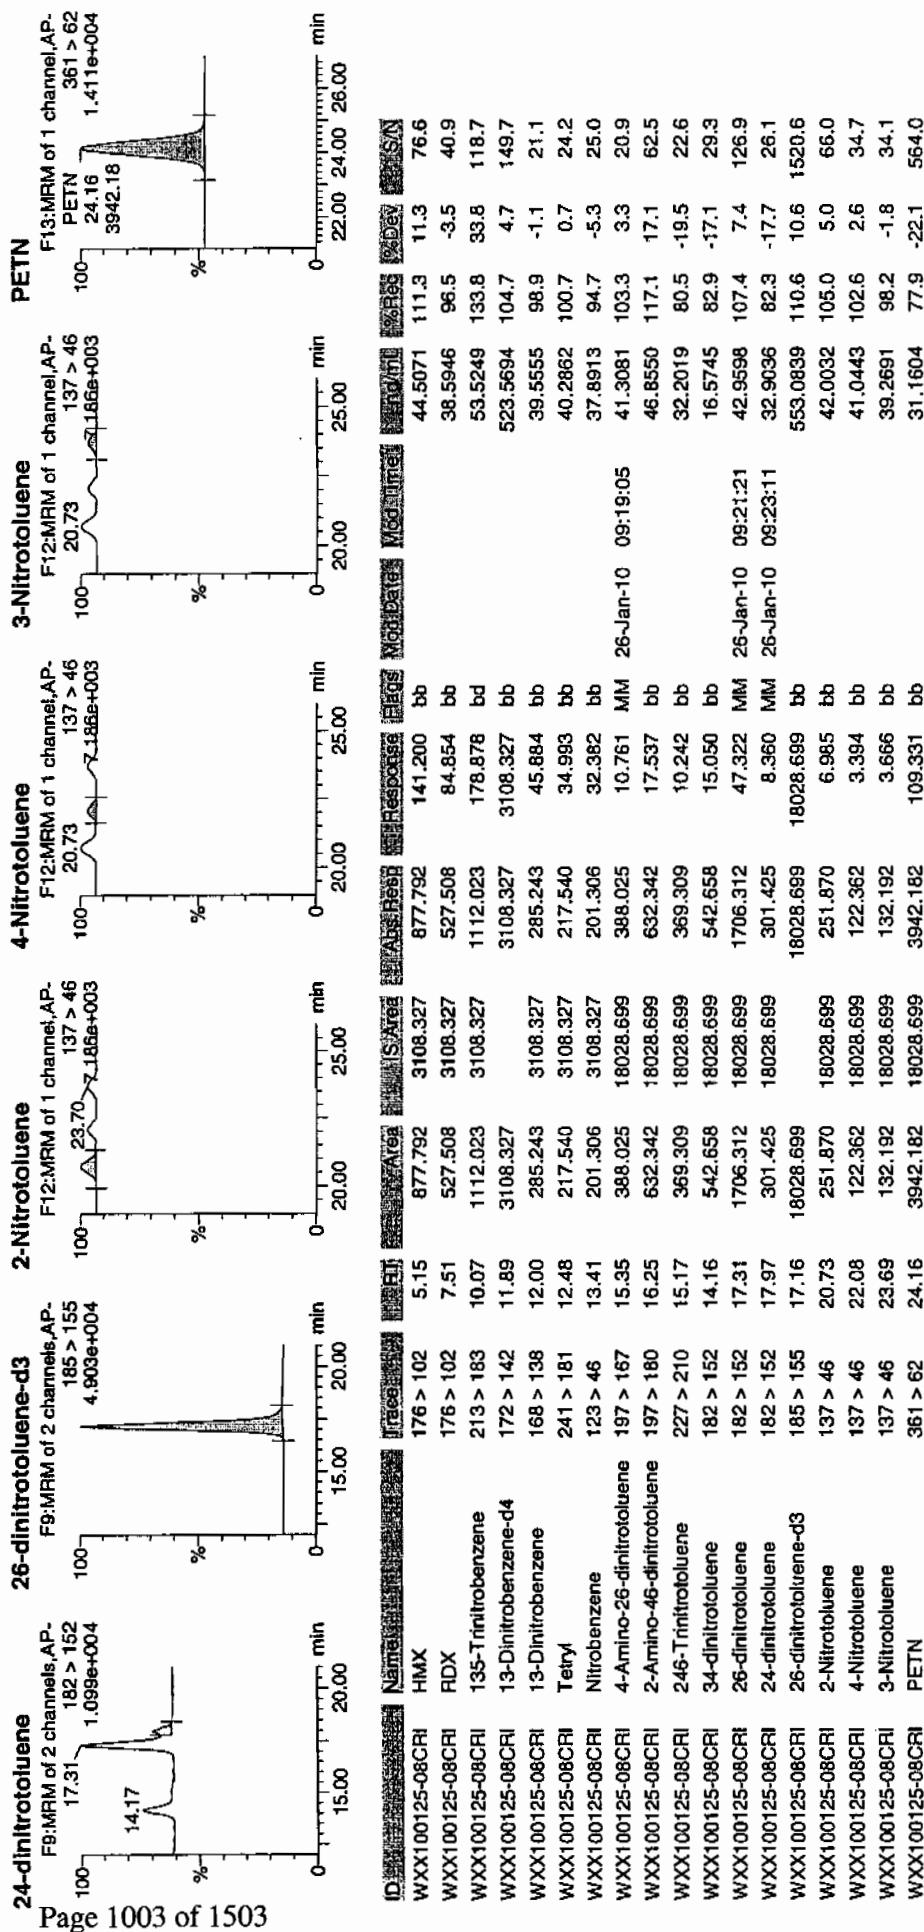 24-dinitrotoluene
F9:MRM of 2 channels,AP-
182 > 152
1.099e+004
17.31
14.17
100
%
0
15.00 20.00 min
26-dinitrotoluene-d3
F9:MRM of 2 channels,AP-
185 > 155
4.903e+004
100
%
0
15.00 20.00 min
2-Nitrotoluene
F12:MRM of 1 channel,AP-
137 > 46
7.186e+003
23.70
100
%
0
20.00 25.00 min
4-Nitrotoluene
F12:MRM of 1 channel,AP-
137 > 46
7.186e+003
20.73
100
%
0
20.00 25.00 min
3-Nitrotoluene
F12:MRM of 1 channel,AP-
137 > 46
7.186e+003
20.73
100
%
0
20.00 25.00 min
PETN
F13:MRM of 1 channel,AP-
361 > 62
1.411e+004
PETN
24.16
3942.18
100
%
0
22.00 24.00 26.00 min
ID Name Trace RT Area IS Area Abs.Resp Response Flags Mod.Date Mod.Time ng/mL %Rec %Dev S/N
WXX100125-08CRI HMX 176 > 102 5.15 877.792 3108.327 877.792 141.200 bb 44.5071 111.3 11.3 76.6
WXX100125-08CRI RDX 176 > 102 7.51 527.508 3108.327 527.508 84.854 bb 38.5946 96.5 -3.5 40.9
WXX100125-08CRI 135-Trinitrobenzene 213 > 183 10.07 1112.023 3108.327 1112.023 178.878 bd 53.5249 133.8 33.8 118.7
WXX100125-08CRI 13-Dinitrobenzene-d4 172 > 142 11.89 3108.327 3108.327 3108.327 bb 523.5694 104.7 4.7 149.7
WXX100125-08CRI 13-Dinitrobenzene 168 > 138 12.00 285.243 3108.327 285.243 45.884 bb 39.5555 98.9 -1.1 21.1
WXX100125-08CRI Tetryl 241 > 181 12.48 217.540 3108.327 217.540 34.993 bb 40.2862 100.7 0.7 24.2
WXX100125-08CRI Nitrobenzene 123 > 46 13.41 201.306 3108.327 201.306 32.382 bb 37.8913 94.7 -5.3 25.0
WXX100125-08CRI 4-Amino-26-dinitrotoluene 197 > 167 15.35 388.025 18028.699 388.025 10.761 MM 26-Jan-10 09:19:05 41.3081 103.3 3.3 20.9
WXX100125-08CRI 2-Amino-46-dinitrotoluene 197 > 180 16.25 632.342 18028.699 632.342 17.537 bb 46.8550 117.1 17.1 62.5
WXX100125-08CRI 246-Trinitrotoluene 227 > 210 15.17 369.309 18028.699 369.309 10.242 bb 32.2019 80.5 -19.5 22.6
WXX100125-08CRI 34-dinitrotoluene 182 > 152 14.16 542.658 18028.699 542.658 15.050 bb 16.5745 82.9 -17.1 29.3
WXX100125-08CRI 26-dinitrotoluene 182 > 152 17.31 1706.312 18028.699 1706.312 47.322 MM 26-Jan-10 09:21:21 42.9598 107.4 7.4 126.9
WXX100125-08CRI 24-dinitrotoluene 182 > 152 17.97 301.425 18028.699 301.425 8.360 MM 26-Jan-10 09:23:11 32.9036 82.3 -17.7 26.1
WXX100125-08CRI 26-dinitrotoluene-d3 185 > 155 17.16 18028.699 18028.699 18028.699 bb 553.0839 110.6 10.6 1520.6
WXX100125-08CRI 2-Nitrotoluene 137 > 46 20.73 251.870 18028.699 251.870 6.985 bb 42.0032 105.0 5.0 66.0
WXX100125-08CRI 4-Nitrotoluene 137 > 46 22.08 122.362 18028.699 122.362 3.394 bb 41.0443 102.6 2.6 34.7
WXX100125-08CRI 3-Nitrotoluene 137 > 46 23.69 132.192 18028.699 132.192 3.666 bb 39.2691 98.2 -1.8 34.1
WXX100125-08CRI PETN 361 > 62 24.16 3942.182 18028.699 3942.182 109.331 bb 31.1604 77.9 -22.1 564.0
Page 1003 of 1503